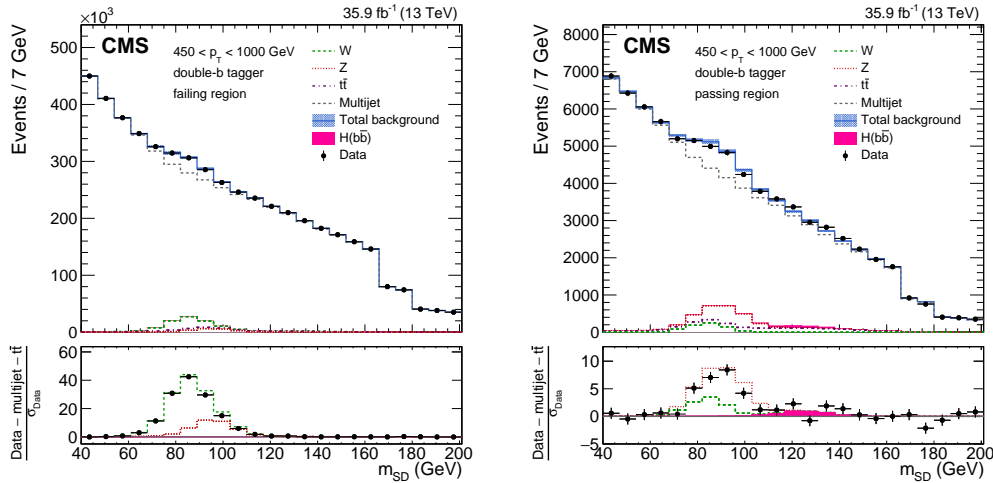 ×10³ 35.9 fb⁻¹ (13 TeV)
CMS
450 < p_T < 1000 GeV
double-b tagger
failing region
W
Z
tt̄
Multijet
Total background
H(bb̄)
Data
Events / 7 GeV
500
400
300
200
100
0
Data − multijet − tt̄
σ_Data
60
40
20
0
40 60 80 100 120 140 160 180 200
m_SD (GeV)
35.9 fb⁻¹ (13 TeV)
CMS
450 < p_T < 1000 GeV
double-b tagger
passing region
W
Z
tt̄
Multijet
Total background
H(bb̄)
Data
Events / 7 GeV
8000
7000
6000
5000
4000
3000
2000
1000
0
Data − multijet − tt̄
σ_Data
10
5
0
−5
40 60 80 100 120 140 160 180 200
m_SD (GeV)